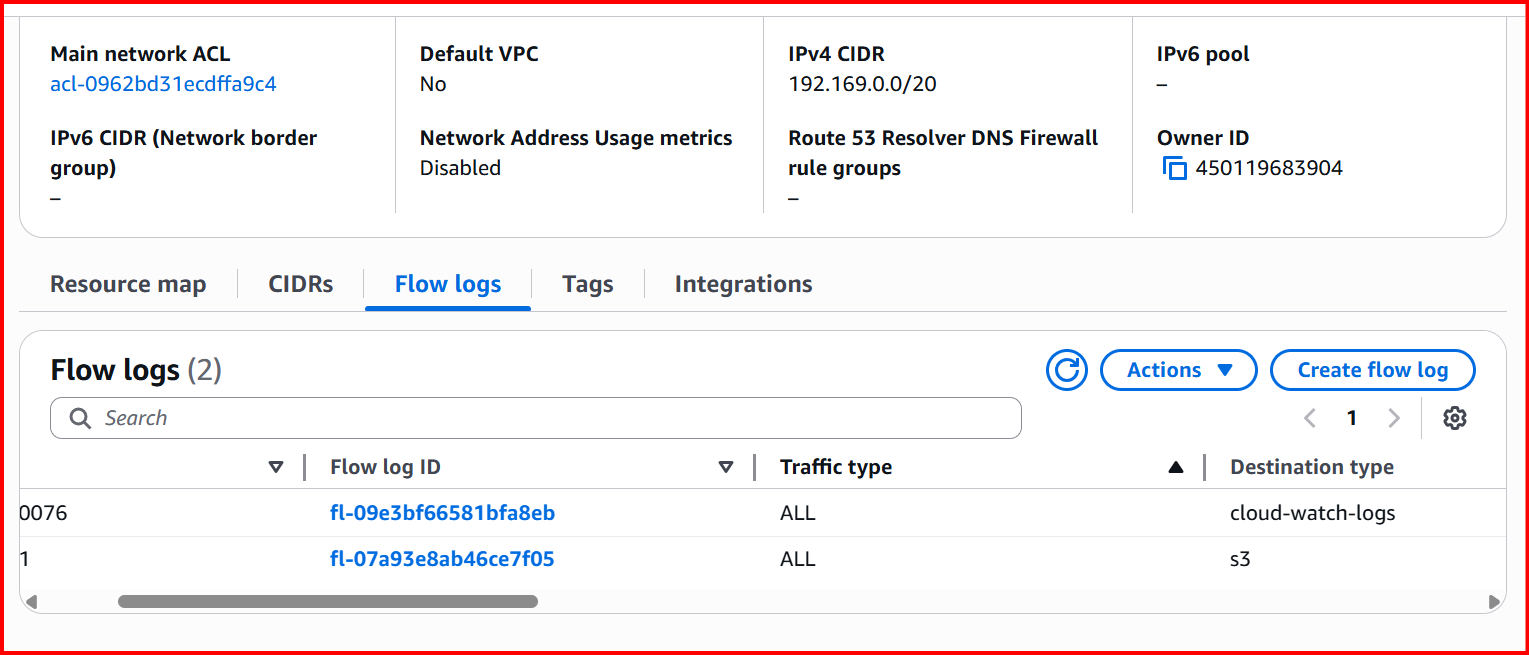 Main network ACL
acl-0962bd31ecdffa9c4
Default VPC
No
IPv4 CIDR
192.169.0.0/20
IPv6 pool
–
IPv6 CIDR (Network border
group)
–
Network Address Usage metrics
Disabled
Route 53 Resolver DNS Firewall
rule groups
–
Owner ID
450119683904
Resource map
CIDRs
Flow logs
Tags
Integrations
Flow logs (2)
Actions
Create flow log
Search
1
Flow log ID
Traffic type
Destination type
0076
fl-09e3bf66581bfa8eb
ALL
cloud-watch-logs
1
fl-07a93e8ab46ce7f05
ALL
s3